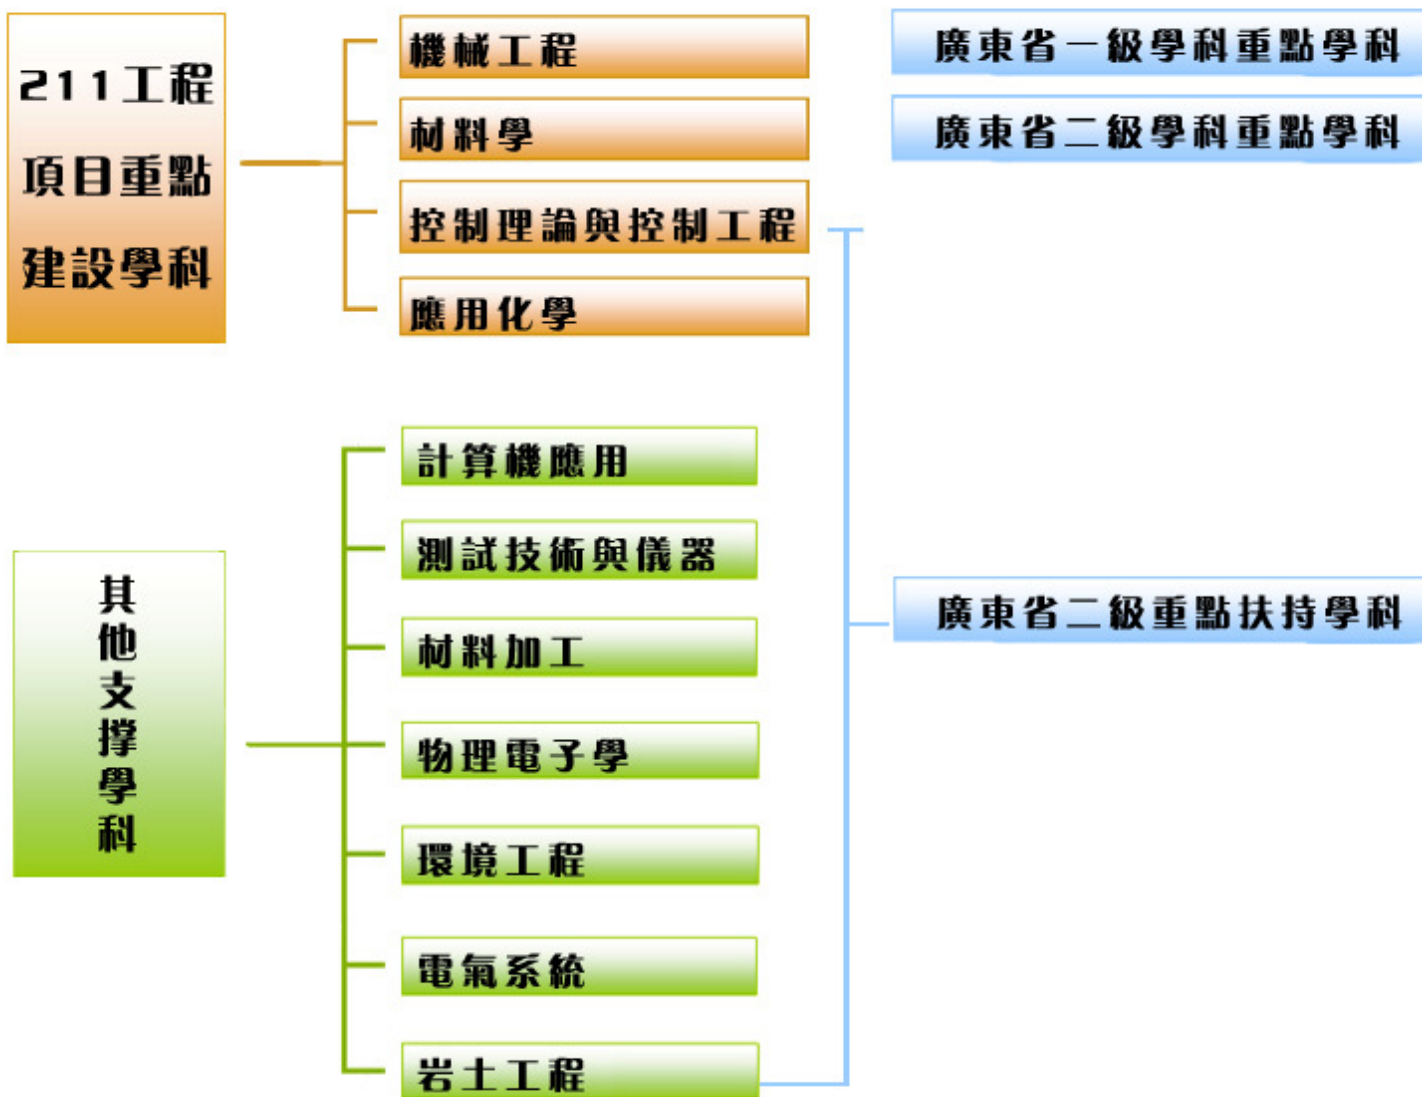 211工程
項目重點
建設學科
機械工程
材料學
控制理論與控制工程
應用化學
廣東省一級學科重點學科
廣東省二級學科重點學科
其他支撐學科
計算機應用
測試技術與儀器
材料加工
物理電子學
環境工程
電氣系統
岩土工程
廣東省二級重點扶持學科